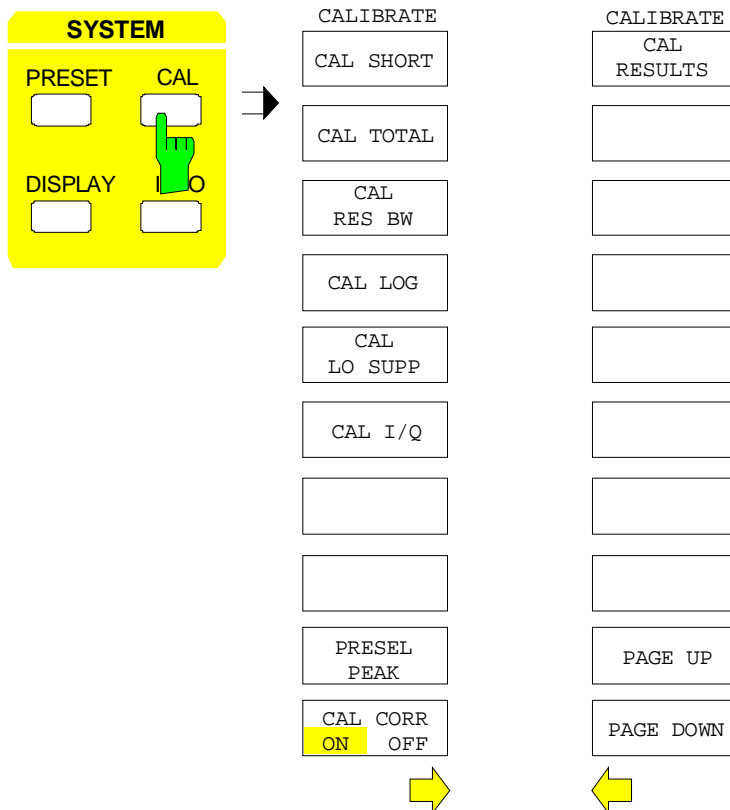 SYSTEM
PRESET CAL
DISPLAY
CALIBRATE
CAL SHORT
CAL TOTAL
CAL
RES BW
CAL LOG
CAL
LO SUPP
CAL I/Q
PRESEL
PEAK
CAL CORR
ON OFF
CALIBRATE
CAL
RESULTS
PAGE UP
PAGE DOWN